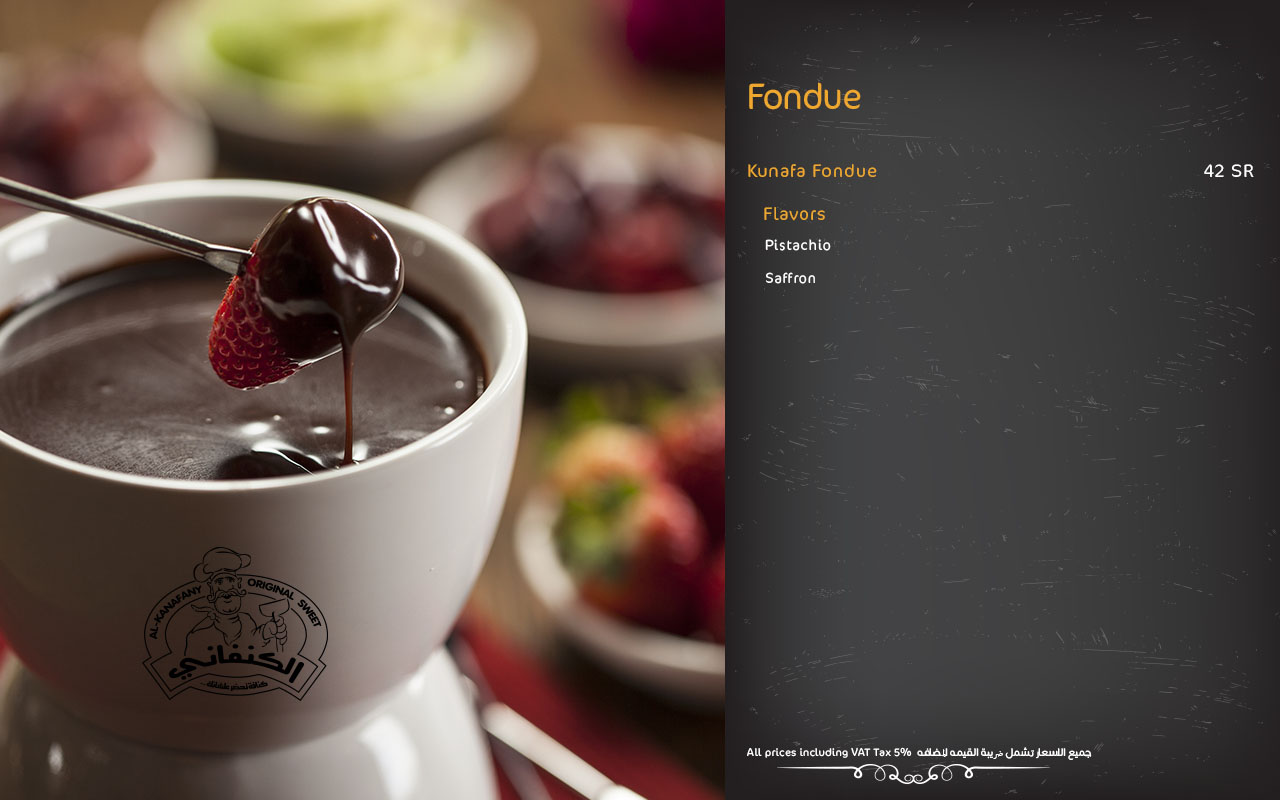 Fondue
Kunafa Fondue 42 SR
Flavors
Pistachio
Saffron
AL-KANAFANY ORIGINAL SWEET
الكنفاني
All prices including VAT Tax 5% جميع الاسعار تشمل ضريبة القيمه لاضافه